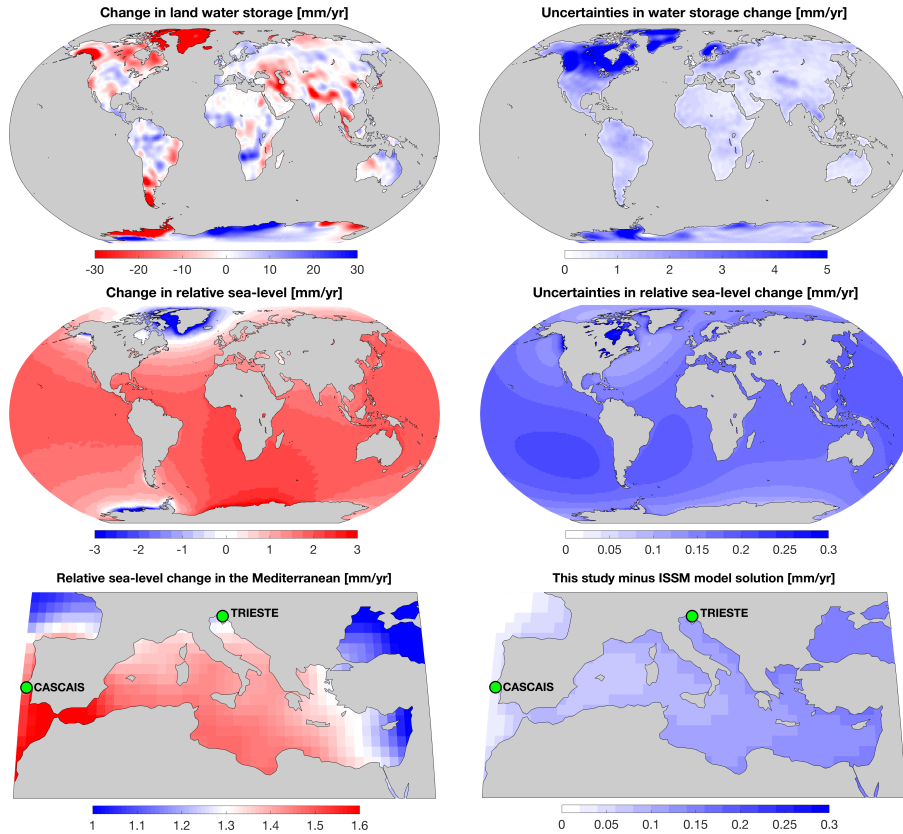 Change in land water storage [mm/yr]
Uncertainties in water storage change [mm/yr]
-30 -20 -10 0 10 20 30
0 1 2 3 4 5
Change in relative sea-level [mm/yr]
Uncertainties in relative sea-level change [mm/yr]
-3 -2 -1 0 1 2 3
0 0.05 0.1 0.15 0.2 0.25 0.3
Relative sea-level change in the Mediterranean [mm/yr]
This study minus ISSM model solution [mm/yr]
TRIESTE
TRIESTE
CASCAIS
CASCAIS
1 1.1 1.2 1.3 1.4 1.5 1.6
0 0.05 0.1 0.15 0.2 0.25 0.3